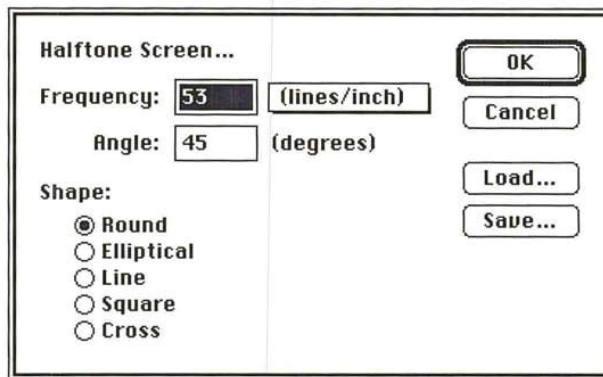 Halftone Screen...
Frequency: 53 (lines/inch)
Angle: 45 (degrees)
Shape:
Round
Elliptical
Line
Square
Cross
OK
Cancel
Load...
Save...